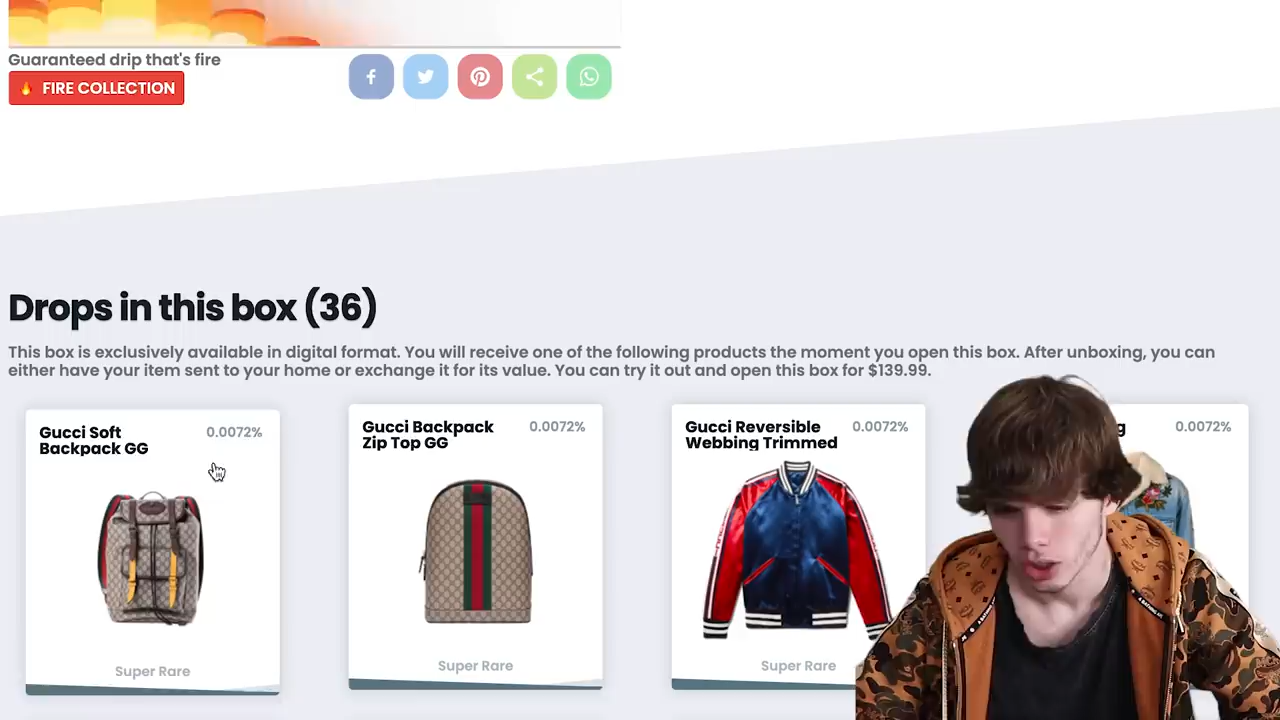 Guaranteed drip that's fire
🔥 FIRE COLLECTION
Drops in this box (36)
This box is exclusively available in digital format. You will receive one of the following products the moment you open this box. After unboxing, you can
either have your item sent to your home or exchange it for its value. You can try it out and open this box for $139.99.
Gucci Soft
Backpack GG
0.0072%
Super Rare
Gucci Backpack
Zip Top GG
0.0072%
Super Rare
Gucci Reversible
Webbing Trimmed
0.0072%
Super Rare
0.0072%